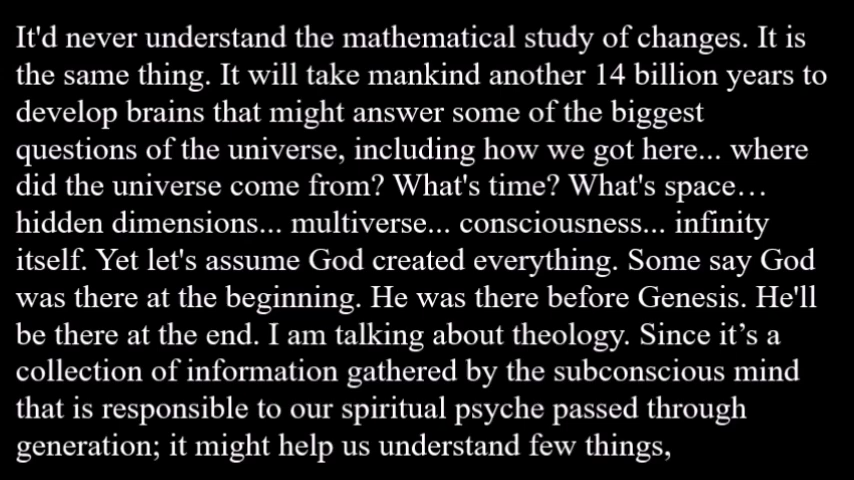 It'd never understand the mathematical study of changes. It is
the same thing. It will take mankind another 14 billion years to
develop brains that might answer some of the biggest
questions of the universe, including how we got here... where
did the universe come from? What's time? What's space…
hidden dimensions... multiverse... consciousness... infinity
itself. Yet let's assume God created everything. Some say God
was there at the beginning. He was there before Genesis. He'll
be there at the end. I am talking about theology. Since it’s a
collection of information gathered by the subconscious mind
that is responsible to our spiritual psyche passed through
generation; it might help us understand few things,